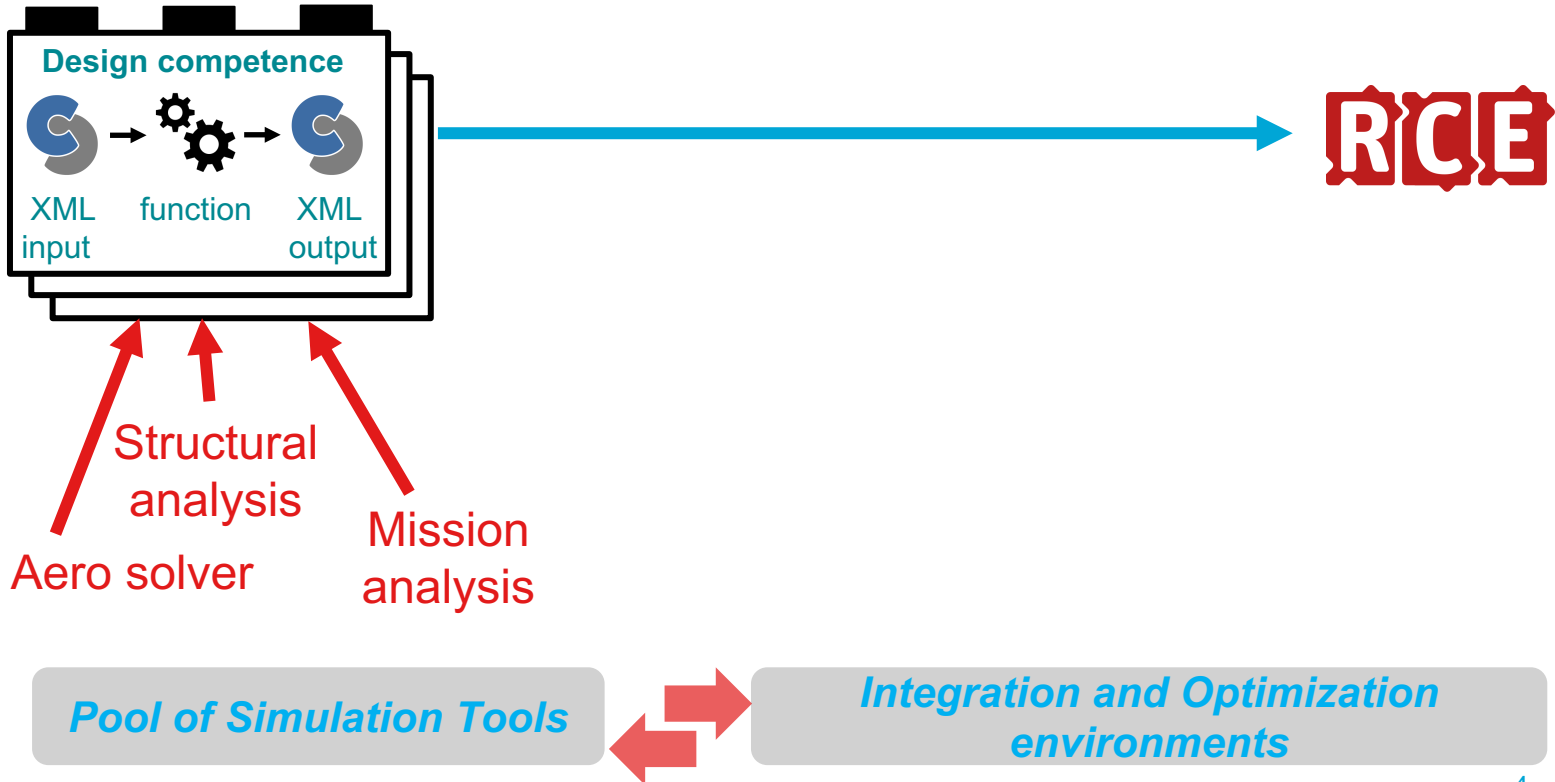 Design competence
XML function XML
input output
RCE
Structural
analysis
Mission
analysis
Aero solver
Pool of Simulation Tools
Integration and Optimization
environments